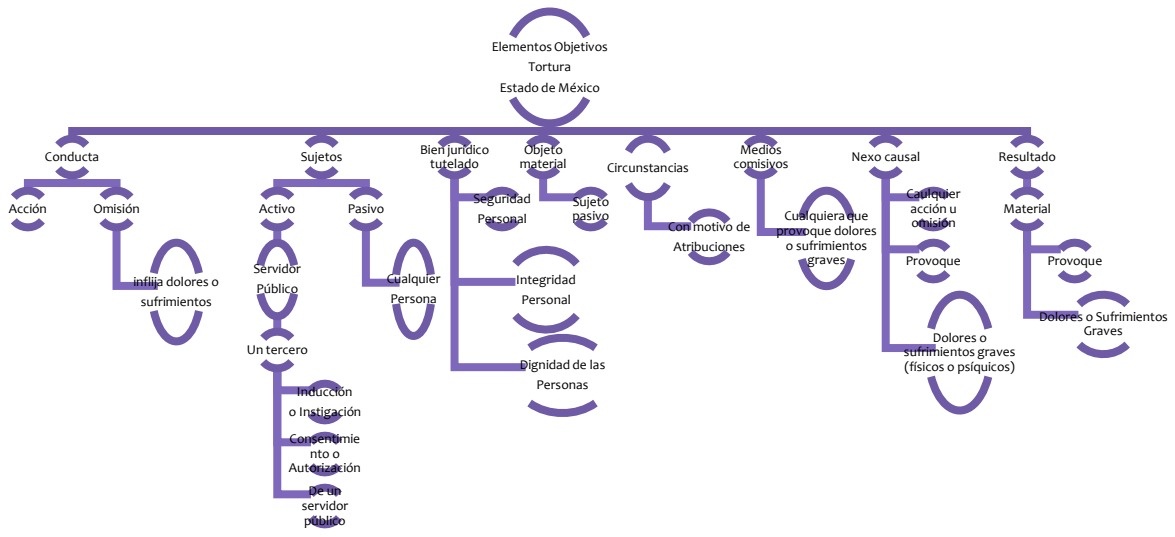 Elementos Objetivos
Tortura
Estado de México
Conducta
Acción
Omisión
inflija dolores o
sufrimientos
Sujetos
Activo
Servidor
Público
Un tercero
Inducción
o Instigación
Consentimie
nto o
Autorización
De un
servidor
público
Pasivo
Cualquier
Persona
Bien jurídico
tutelado
Seguridad
Personal
Integridad
Personal
Dignidad de las
Personas
Objeto
material
Sujeto
pasivo
Circunstancias
Con motivo de
Atribuciones
Medios
comisivos
Cualquiera que
provoque dolores
o sufrimientos
graves
Nexo causal
Caulquier
acción u
omisión
Provoque
Dolores o
sufrimientos graves
(físicos o psíquicos)
Resultado
Material
Provoque
Dolores o Sufrimientos
Graves